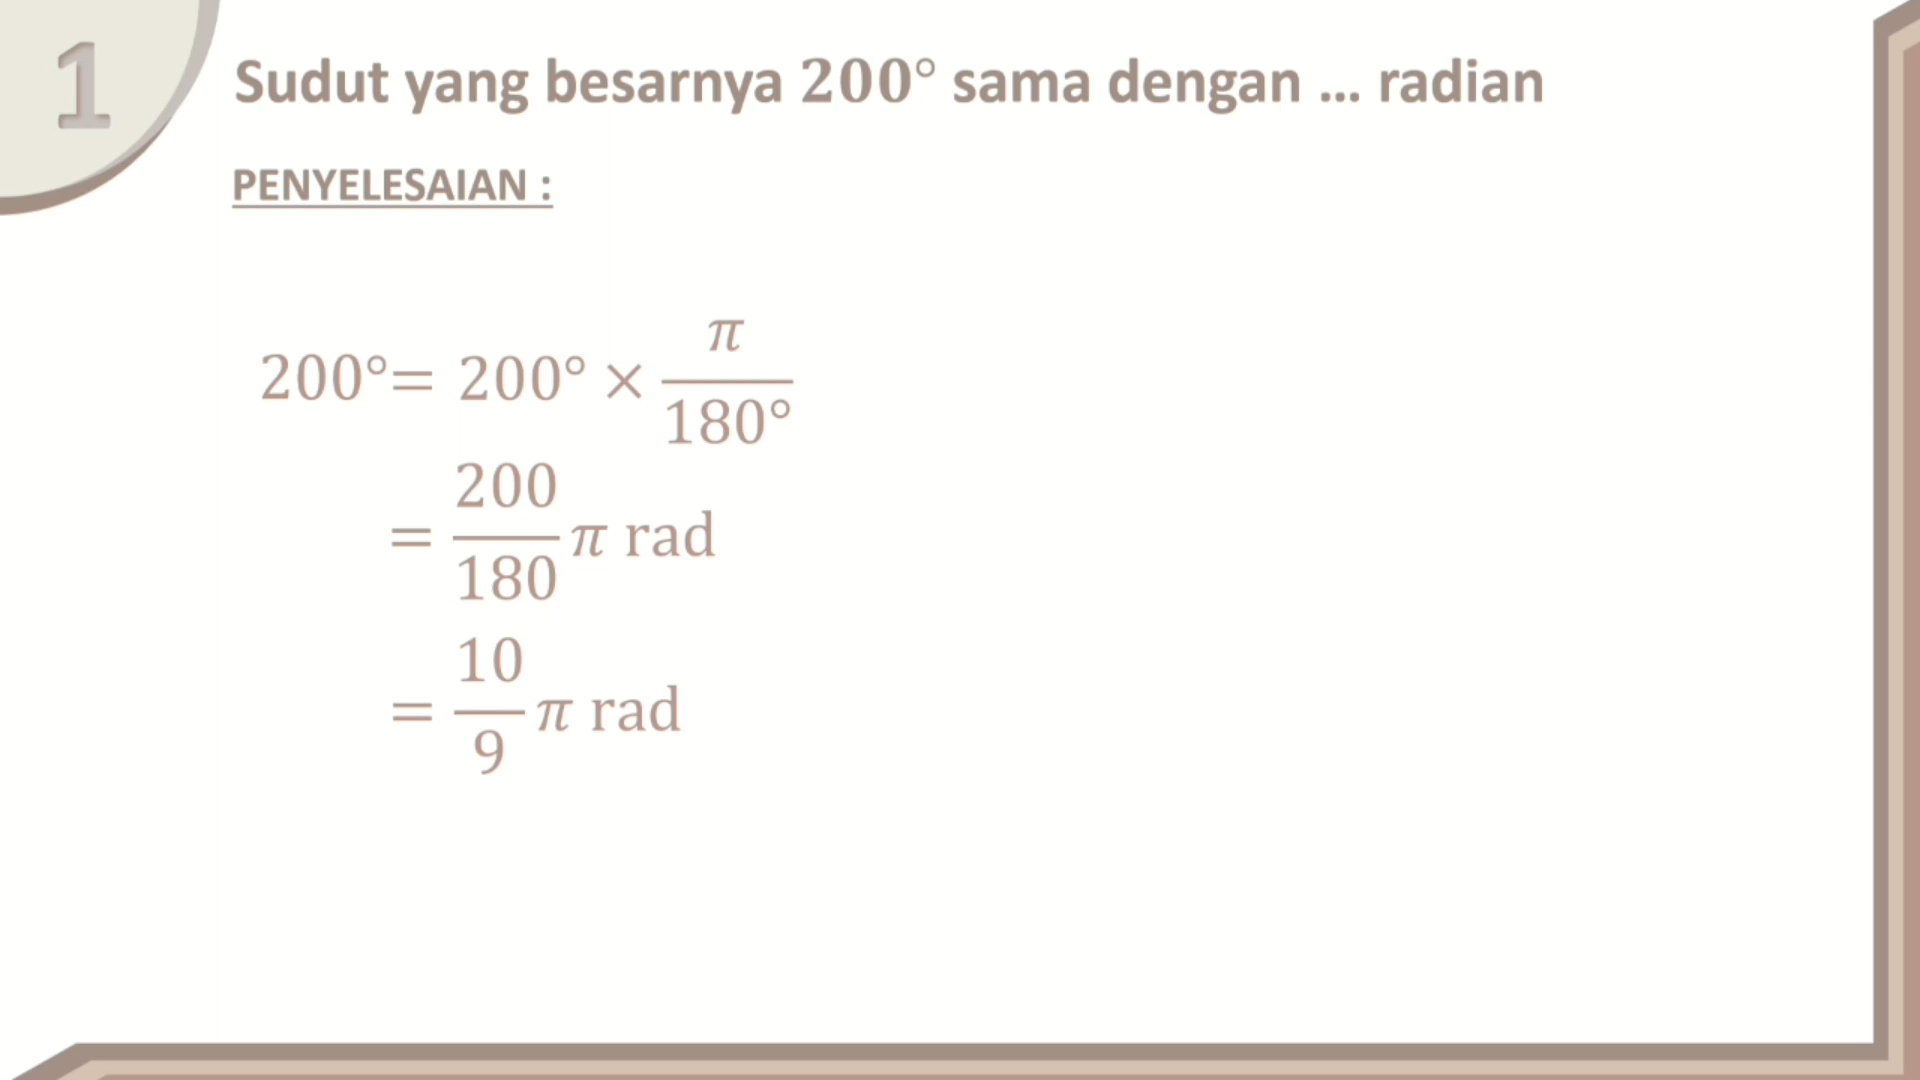 1
Sudut yang besarnya 200° sama dengan ... radian
PENYELESAIAN :
200°= 200° × π/180°
= 200/180 π rad
= 10/9 π rad